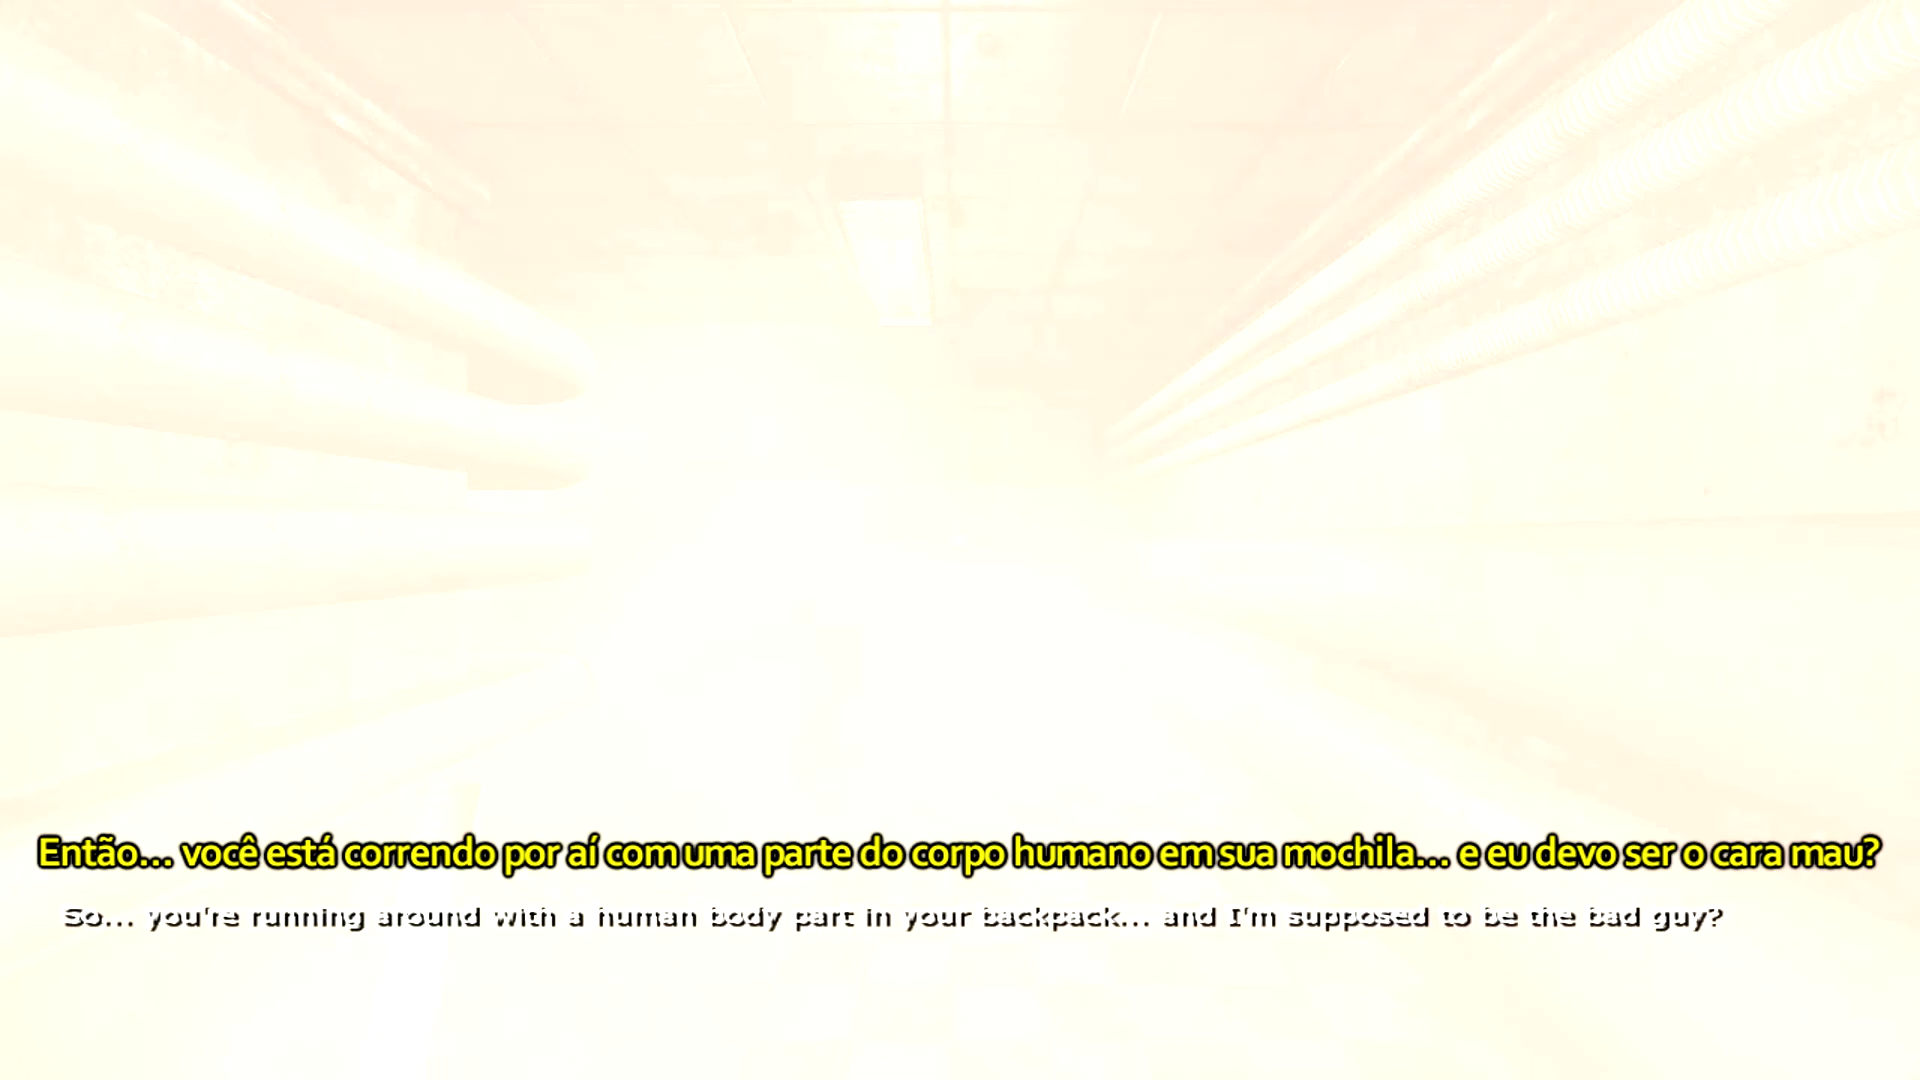 Então... você está correndo por aí com uma parte do corpo humano em sua mochila... e eu devo ser o cara mau?
So... you're running around with a human body part in your backpack... and I'm supposed to be the bad guy?